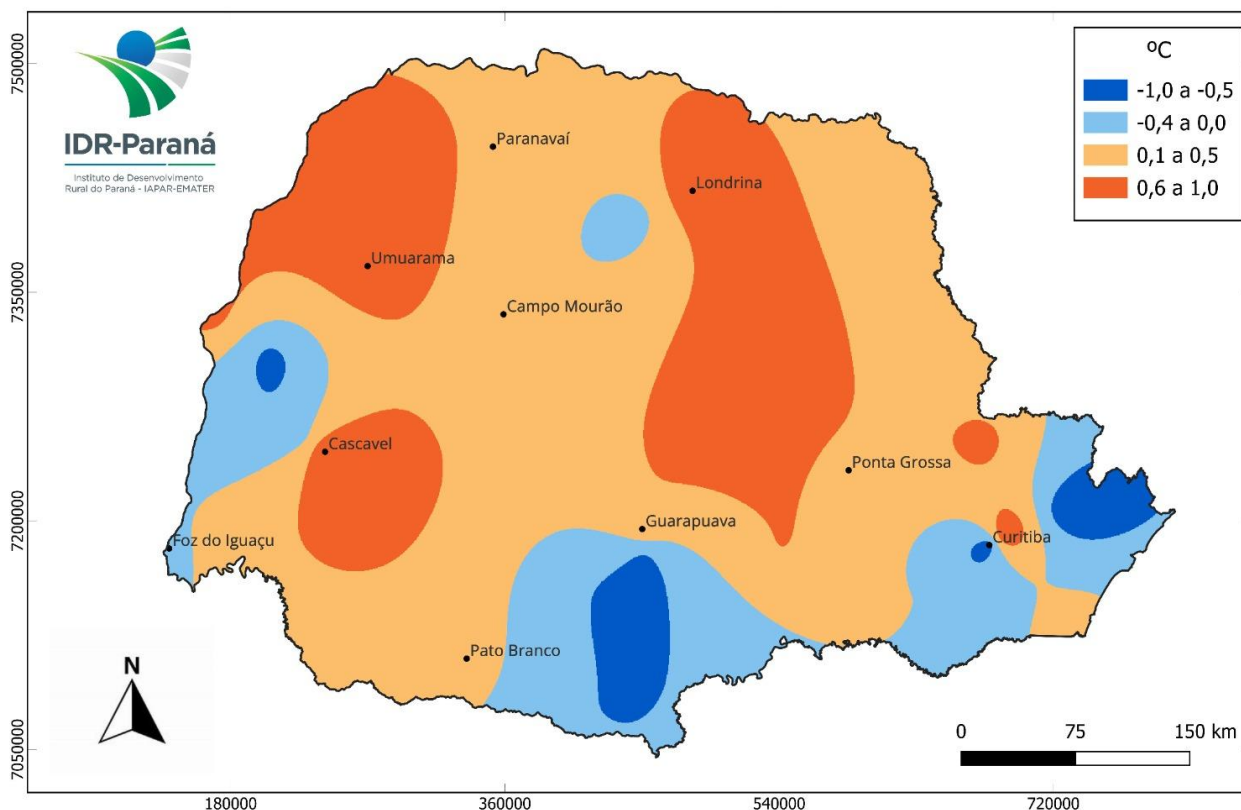 IDR-Paraná
Instituto de Desenvolvimento
Rural do Paraná - IAPAR-EMATER
ºC
-1,0 a -0,5
-0,4 a 0,0
0,1 a 0,5
0,6 a 1,0
7500000
7350000
7200000
7050000
Paranavaí
Londrina
Umuarama
Campo Mourão
Cascavel
Ponta Grossa
Guarapuava
Foz do Iguaçu
Curitiba
Pato Branco
N
0 75 150 km
180000 360000 540000 720000